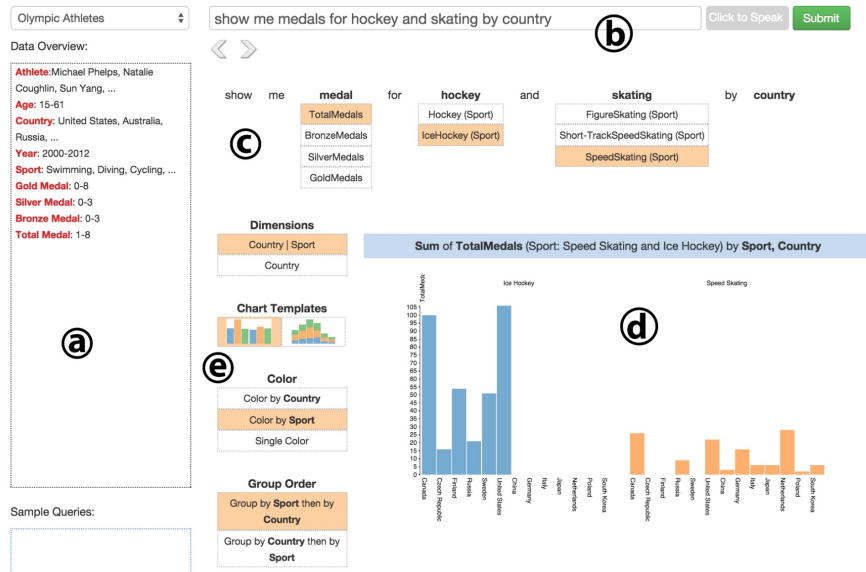 Olympic Athletes
show me medals for hockey and skating by country
Click to Speak
Submit
Data Overview:
Athlete:Michael Phelps, Natalie
Coughlin, Sun Yang, ...
Age: 15-61
Country: United States, Australia,
Russia, ...
Year: 2000-2012
Sport: Swimming, Diving, Cycling, ...
Gold Medal: 0-8
Silver Medal: 0-3
Bronze Medal: 0-3
Total Medal: 1-8
a
Sample Queries:
b
show me medal for hockey and skating by country
TotalMedals
BronzeMedals
SilverMedals
GoldMedals
Hockey (Sport)
IceHockey (Sport)
FigureSkating (Sport)
Short-TrackSpeedSkating (Sport)
SpeedSkating (Sport)
c
Dimensions
Country | Sport
Country
Chart Templates
e
Color
Color by Country
Color by Sport
Single Color
Group Order
Group by Sport then by
Country
Group by Country then by
Sport
Sum of TotalMedals (Sport: Speed Skating and Ice Hockey) by Sport, Country
TotalMedals
Ice Hockey
Speed Skating
d
105
100
95
90
85
80
75
70
65
60
55
50
45
40
35
30
25
20
15
10
5
0
Canada
Czech Republic
Finland
Russia
Sweden
United States
China
Germany
Italy
Japan
Netherlands
Poland
South Korea
Canada
Czech Republic
Finland
Russia
Sweden
United States
China
Germany
Italy
Japan
Netherlands
Poland
South Korea